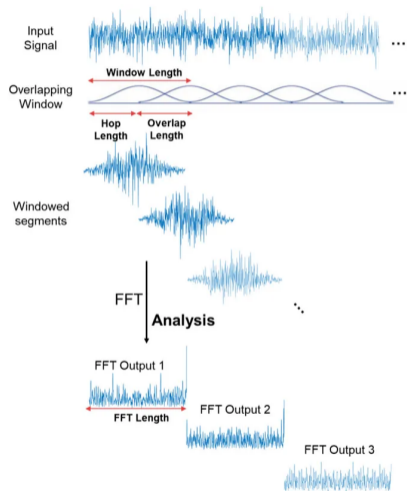 Input
Signal
...
Window Length
Overlapping
Window
...
Hop
Length
Overlap
Length
Windowed
segments
...
FFT
Analysis
FFT Output 1
FFT Length
FFT Output 2
FFT Output 3